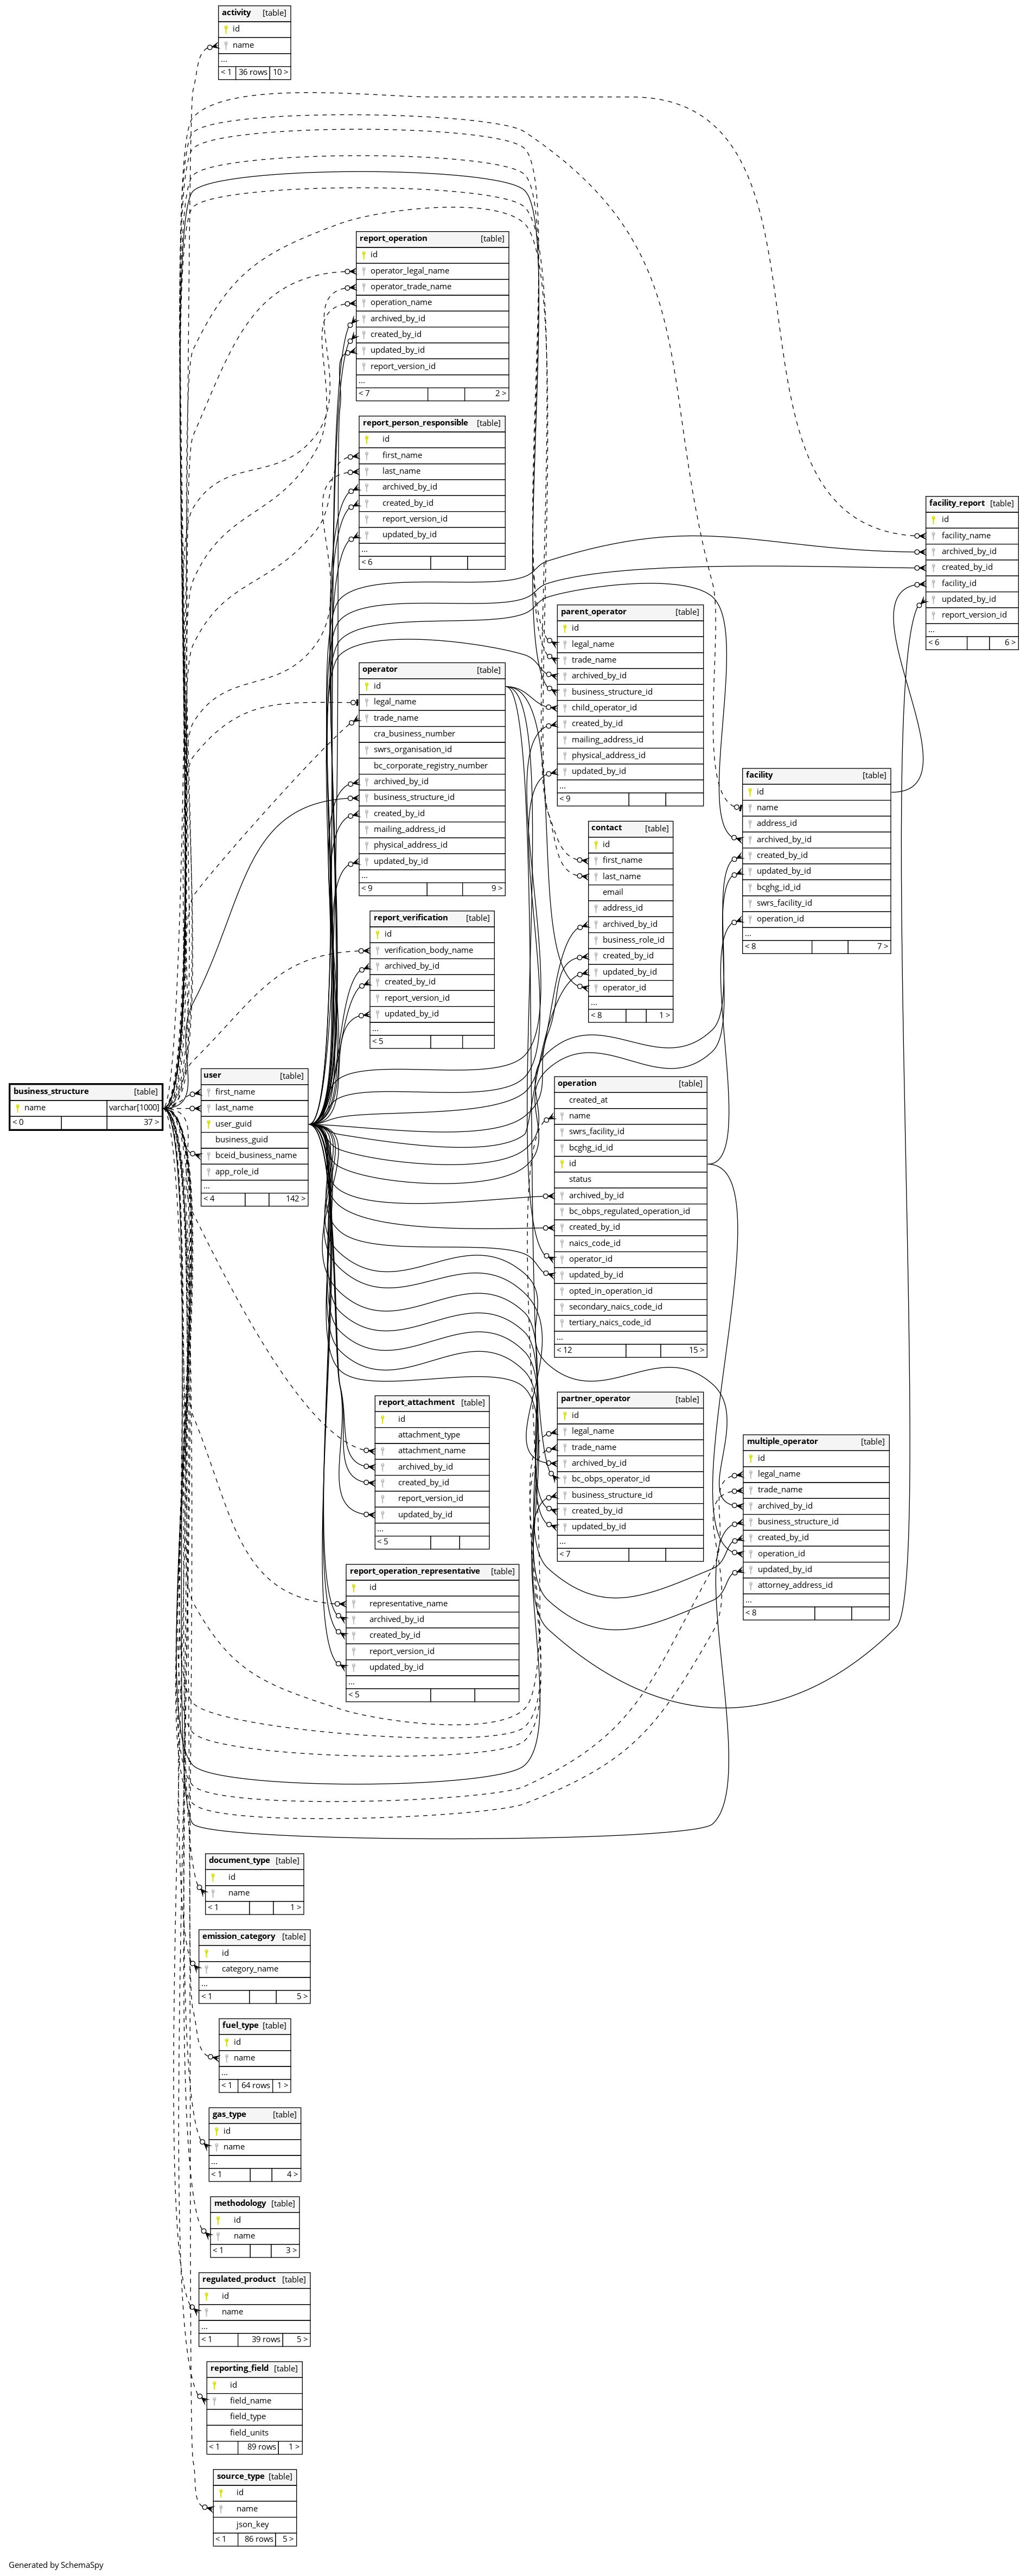 activity [table]
id
name
...
< 1 36 rows 10 >
report_operation [table]
id
operator_legal_name
operator_trade_name
operation_name
archived_by_id
created_by_id
updated_by_id
report_version_id
...
< 7 2 >
report_person_responsible [table]
id
first_name
last_name
archived_by_id
created_by_id
report_version_id
updated_by_id
...
< 6
facility_report [table]
id
facility_name
archived_by_id
created_by_id
facility_id
updated_by_id
report_version_id
...
< 6 6 >
parent_operator [table]
id
legal_name
trade_name
archived_by_id
business_structure_id
child_operator_id
created_by_id
mailing_address_id
physical_address_id
updated_by_id
...
< 9
operator [table]
id
legal_name
trade_name
cra_business_number
swrs_organisation_id
bc_corporate_registry_number
archived_by_id
business_structure_id
created_by_id
mailing_address_id
physical_address_id
updated_by_id
...
< 9 9 >
facility [table]
id
name
address_id
archived_by_id
created_by_id
updated_by_id
bcghg_id_id
swrs_facility_id
operation_id
...
< 8 7 >
contact [table]
id
first_name
last_name
email
address_id
archived_by_id
business_role_id
created_by_id
updated_by_id
operator_id
...
< 8 1 >
report_verification [table]
id
verification_body_name
archived_by_id
created_by_id
report_version_id
updated_by_id
...
< 5
business_structure [table]
name varchar[1000]
< 0 37 >
user [table]
first_name
last_name
user_guid
business_guid
bceid_business_name
app_role_id
...
< 4 142 >
operation [table]
created_at
name
swrs_facility_id
bcghg_id_id
id
status
archived_by_id
bc_obps_regulated_operation_id
created_by_id
naics_code_id
operator_id
updated_by_id
opted_in_operation_id
secondary_naics_code_id
tertiary_naics_code_id
...
< 12 15 >
report_attachment [table]
id
attachment_type
attachment_name
archived_by_id
created_by_id
report_version_id
updated_by_id
...
< 5
partner_operator [table]
id
legal_name
trade_name
archived_by_id
bc_obps_operator_id
business_structure_id
created_by_id
updated_by_id
...
< 7
multiple_operator [table]
id
legal_name
trade_name
archived_by_id
business_structure_id
created_by_id
operation_id
updated_by_id
attorney_address_id
...
< 8
report_operation_representative [table]
id
representative_name
archived_by_id
created_by_id
report_version_id
updated_by_id
...
< 5
document_type [table]
id
name
< 1 1 >
emission_category [table]
id
category_name
...
< 1 5 >
fuel_type [table]
id
name
...
< 1 64 rows 1 >
gas_type [table]
id
name
...
< 1 4 >
methodology [table]
id
name
< 1 3 >
regulated_product [table]
id
name
...
< 1 39 rows 5 >
reporting_field [table]
id
field_name
field_type
field_units
< 1 89 rows 1 >
source_type [table]
id
name
json_key
< 1 86 rows 5 >
Generated by SchemaSpy